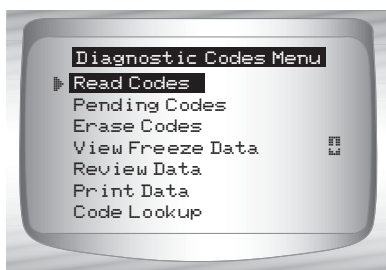 Diagnostic Codes Menu
Read Codes
Pending Codes
Erase Codes
View Freeze Data
Review Data
Print Data
Code Lookup